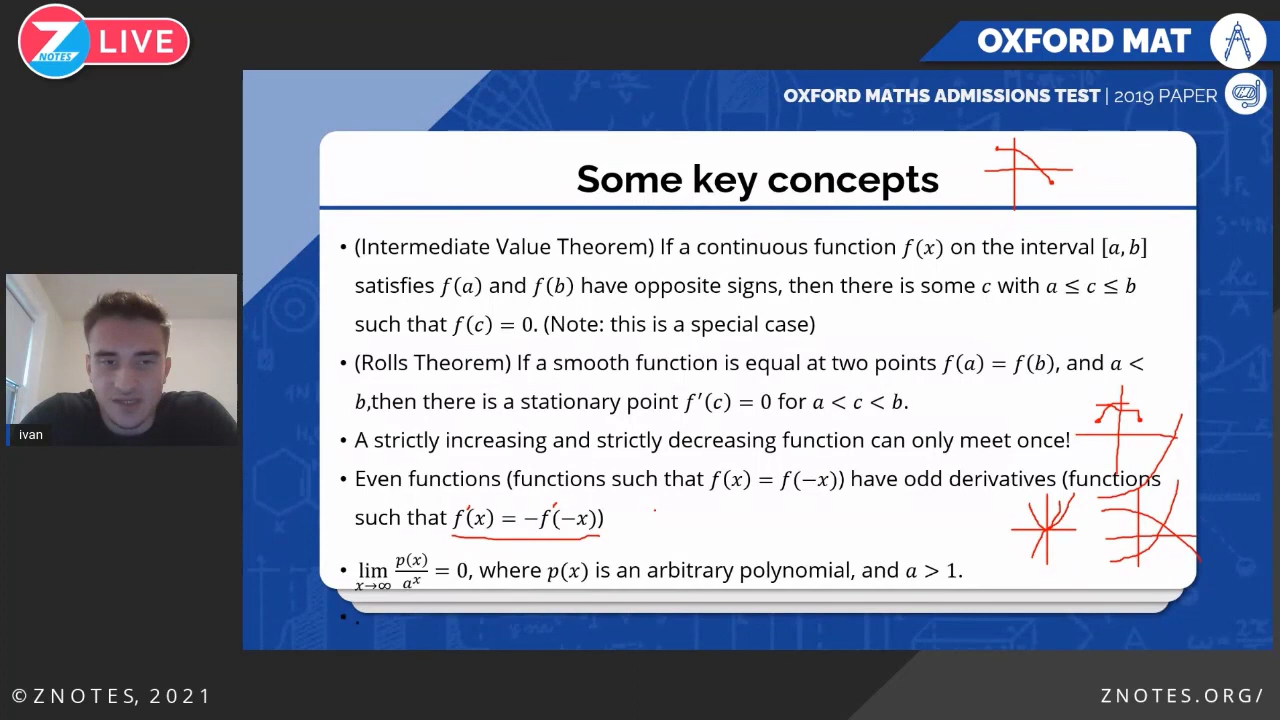 Z NOTES LIVE
OXFORD MAT
OXFORD MATHS ADMISSIONS TEST | 2019 PAPER
Some key concepts
• (Intermediate Value Theorem) If a continuous function f(x) on the interval [a, b]
satisfies f(a) and f(b) have opposite signs, then there is some c with a ≤ c ≤ b
such that f(c) = 0. (Note: this is a special case)
• (Rolls Theorem) If a smooth function is equal at two points f(a) = f(b), and a <
b,then there is a stationary point f′(c) = 0 for a < c < b.
• A strictly increasing and strictly decreasing function can only meet once!
• Even functions (functions such that f(x) = f(−x)) have odd derivatives (functions
such that f'(x) = −f'(−x))
• lim x→∞ p(x)/a^x = 0, where p(x) is an arbitrary polynomial, and a > 1.
• .
ivan
© ZNOTES, 2021
ZNOTES.ORG/